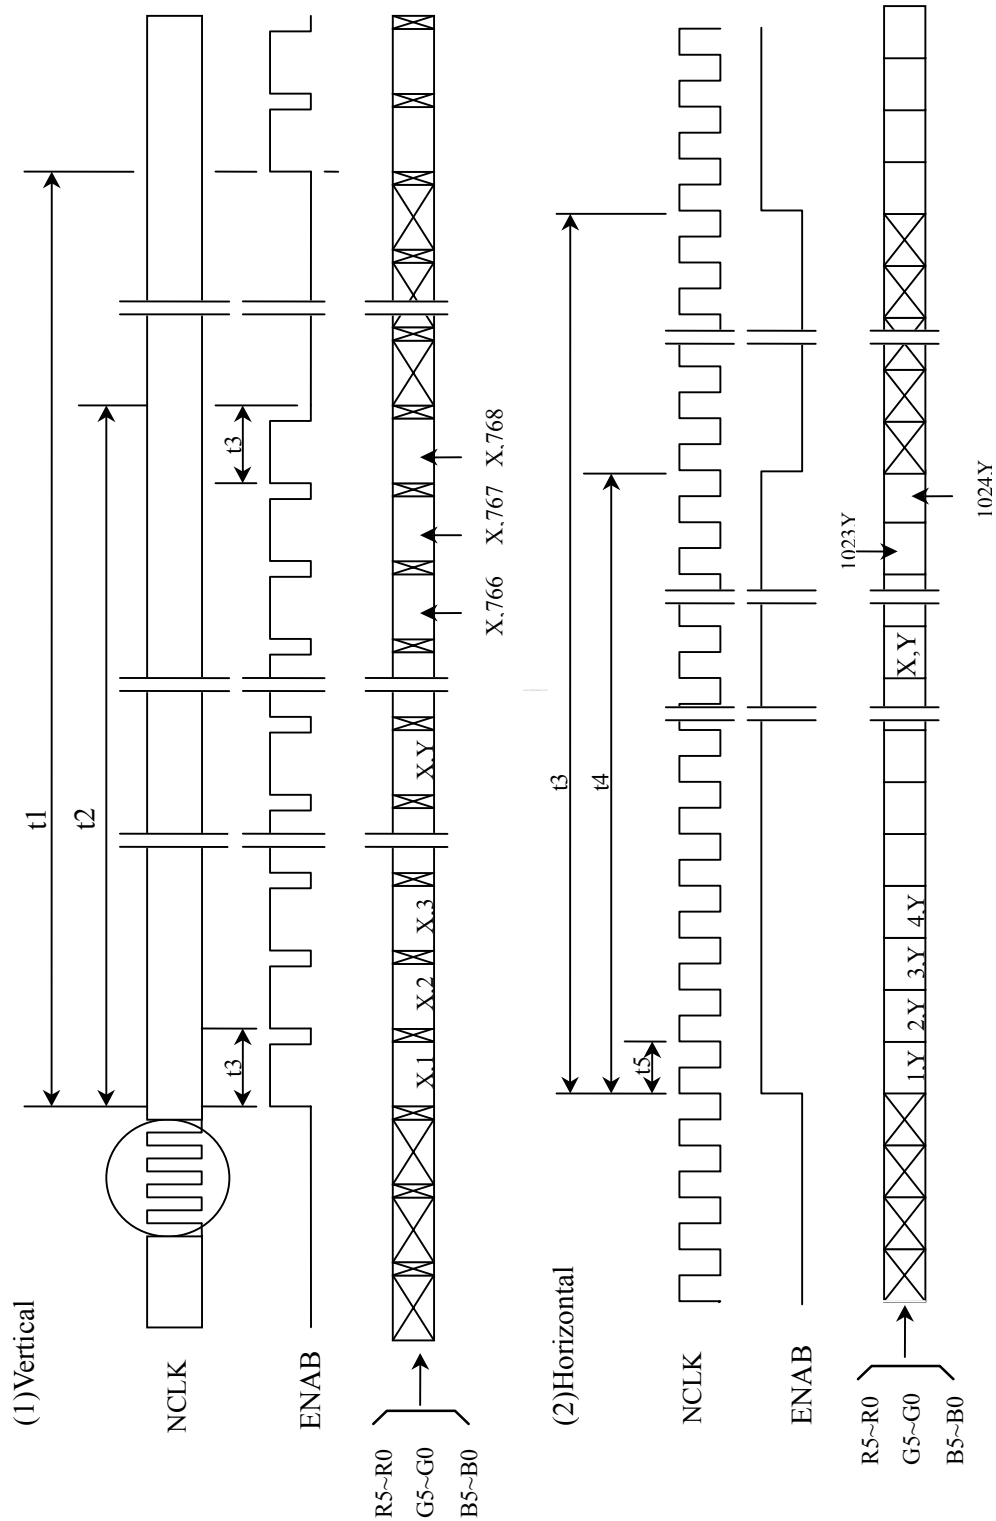 (1)Vertical
t1
t2
NCLK
t3
t3
ENAB
R5~R0
G5~G0
B5~B0
X.1
X.2
X.3
X.Y
X.766
X.767
X.768
(2)Horizontal
t3
t4
t5
NCLK
ENAB
R5~R0
G5~G0
B5~B0
1.Y
2.Y
3.Y
4.Y
X,Y
1023Y
1024Y